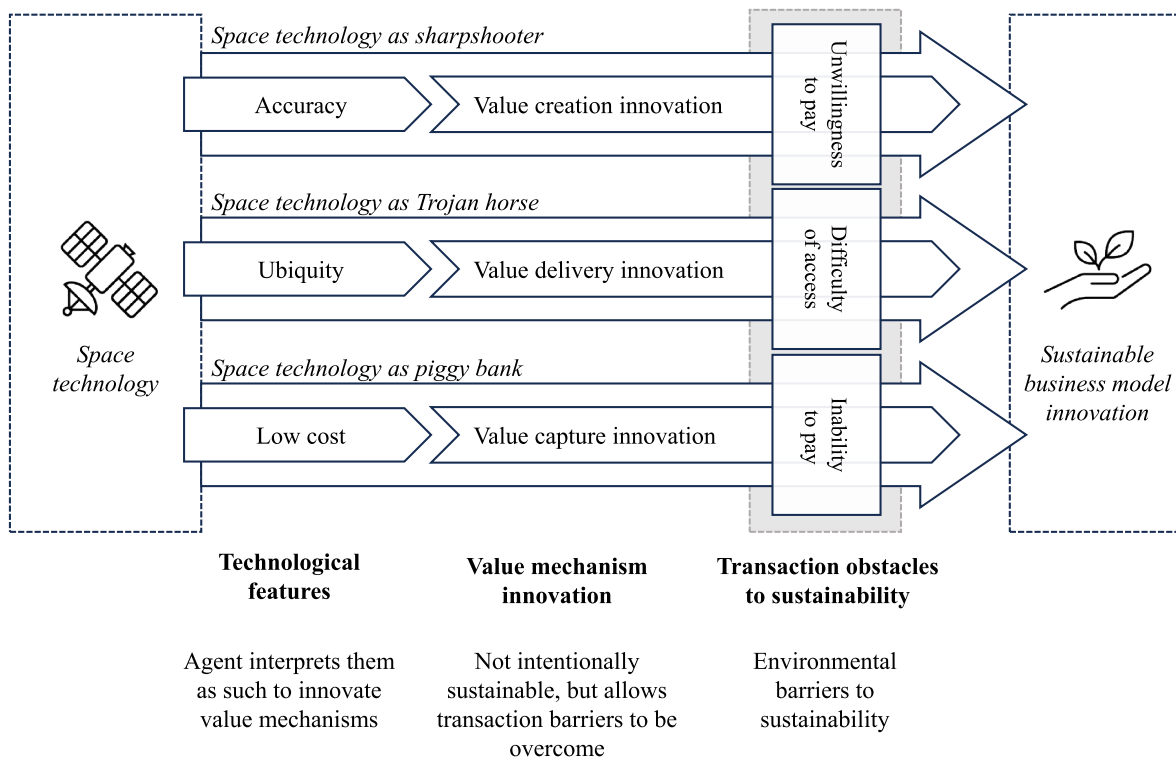 Space technology as sharpshooter
Accuracy
Value creation innovation
Unwillingness
to pay
Space technology as Trojan horse
Ubiquity
Value delivery innovation
Difficulty
of access
Space technology as piggy bank
Low cost
Value capture innovation
Inability
to pay
Space
technology
Sustainable
business model
innovation
Technological
features
Value mechanism
innovation
Transaction obstacles
to sustainability
Agent interprets them
as such to innovate
value mechanisms
Not intentionally
sustainable, but allows
transaction barriers to be
overcome
Environmental
barriers to
sustainability